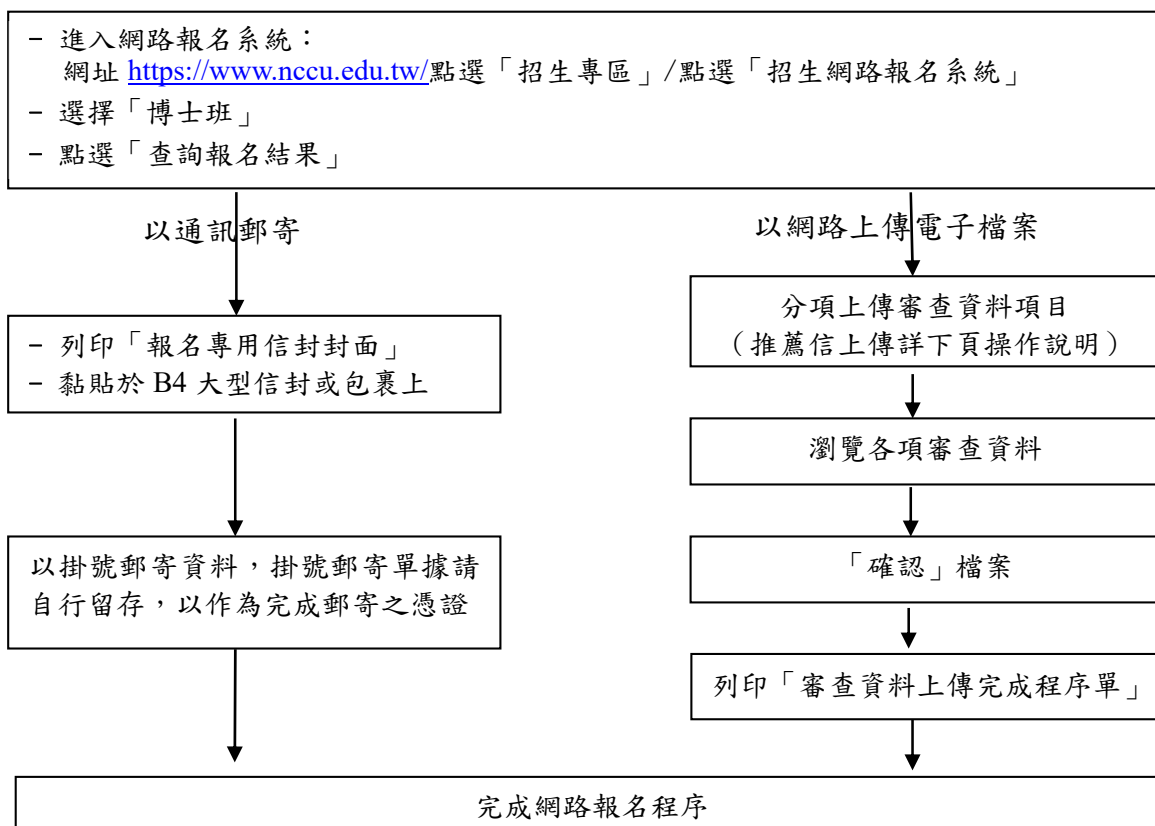 - 進入網路報名系統：
網址 https://www.nccu.edu.tw/點選「招生專區」/點選「招生網路報名系統」
- 選擇「博士班」
- 點選「查詢報名結果」
以通訊郵寄
- 列印「報名專用信封封面」
- 黏貼於 B4 大型信封或包裹上
以掛號郵寄資料，掛號郵寄單據請
自行留存，以作為完成郵寄之憑證
以網路上傳電子檔案
分項上傳審查資料項目
（推薦信上傳詳下頁操作說明）
瀏覽各項審查資料
「確認」檔案
列印「審查資料上傳完成程序單」
完成網路報名程序